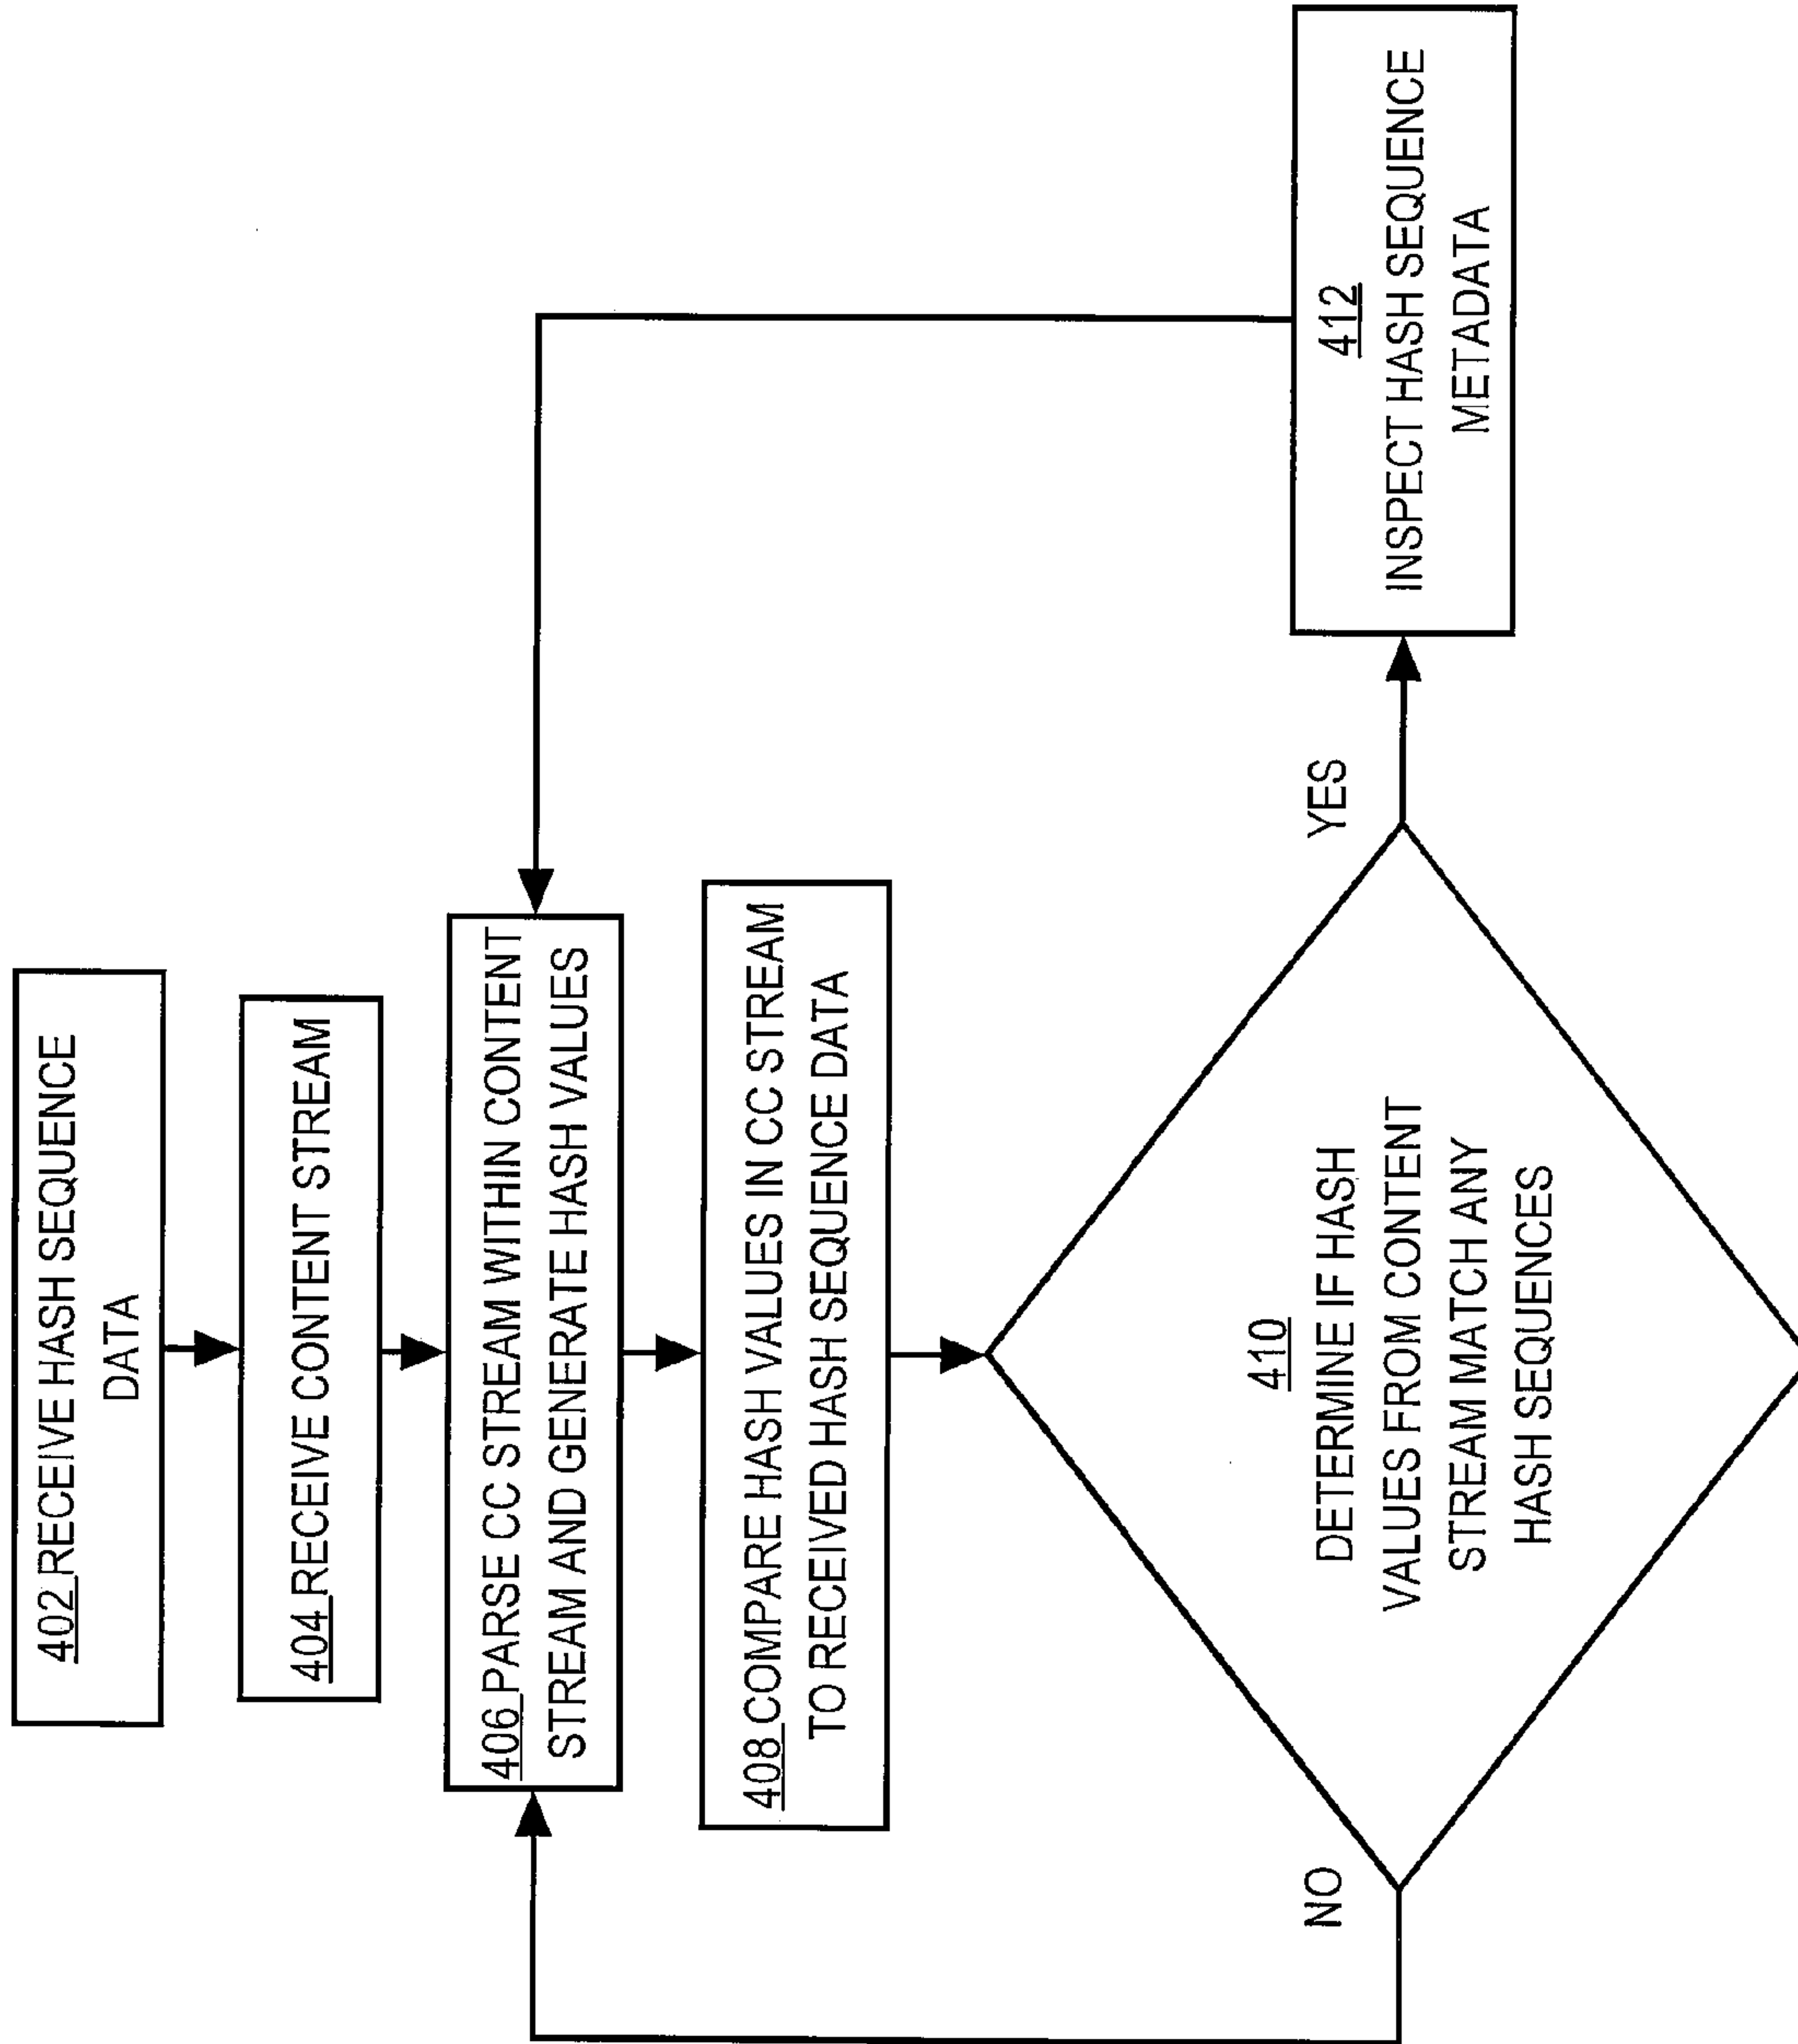 402 RECEIVE HASH SEQUENCE
DATA
404 RECEIVE CONTENT STREAM
406 PARSE CC STREAM WITHIN CONTENT
STREAM AND GENERATE HASH VALUES
408 COMPARE HASH VALUES IN CC STREAM
TO RECEIVED HASH SEQUENCE DATA
410
DETERMINE IF HASH
VALUES FROM CONTENT
STREAM MATCH ANY
HASH SEQUENCES
NO
YES
412
INSPECT HASH SEQUENCE
METADATA